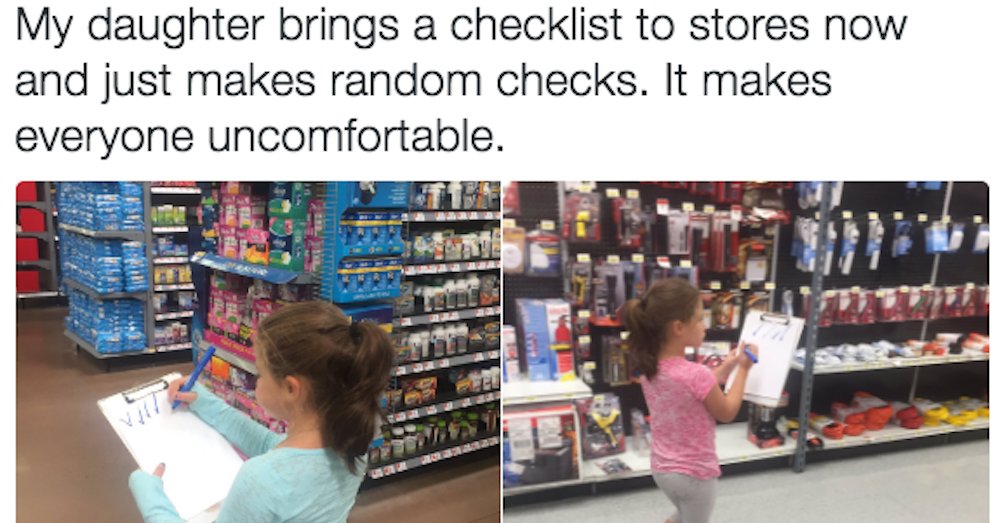 My daughter brings a checklist to stores now
and just makes random checks. It makes
everyone uncomfortable.